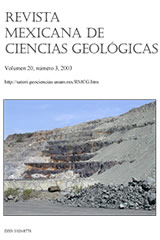 REVISTA
MEXICANA DE
CIENCIAS GEOLÓGICAS
Volumen 20, número 3, 2003